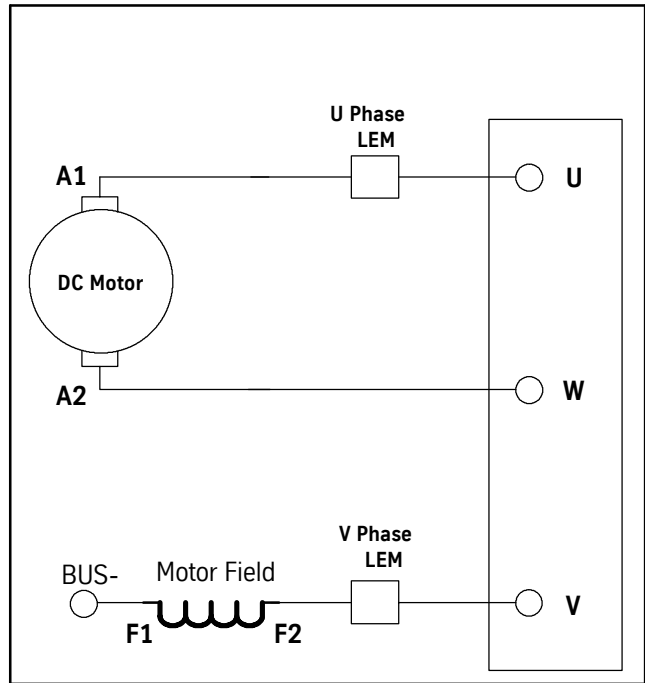 U Phase
LEM
A1
U
DC Motor
A2
W
V Phase
LEM
BUS-
Motor Field
V
F1
F2